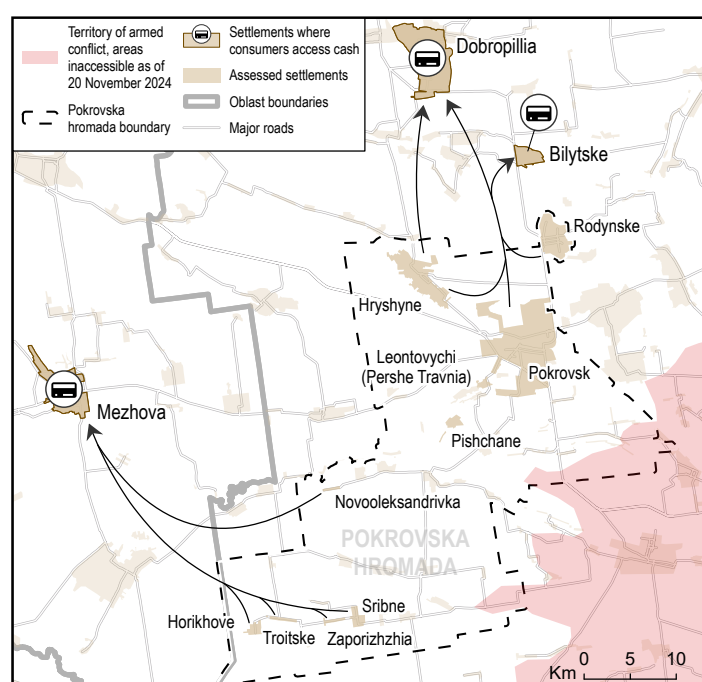 Territory of armed
conflict, areas
inaccessible as of
20 November 2024
Pokrovska
hromada boundary
Settlements where
consumers access cash
Assessed settlements
Oblast boundaries
Major roads
Dobropillia
Bilytske
Rodynske
Hryshyne
Leontovychi
(Pershe Travnia)
Pokrovsk
Mezhova
Pishchane
Novooleksandrivka
POKROVSKA
HROMADA
Sribne
Horikhove
Troitske
Zaporizhzhia
Km
0 5 10